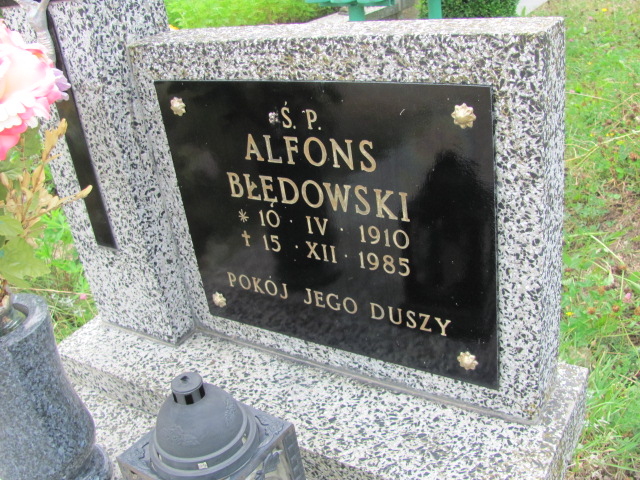 Ś. P.
ALFONS
BŁĘDOWSKI
* 10 · IV · 1910
† 15 · XII · 1985
POKÓJ JEGO DUSZY